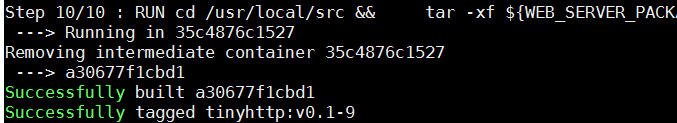 Step 10/10 : RUN cd /usr/local/src &&     tar -xf ${WEB_SERVER_PACKA
 ---> Running in 35c4876c1527
Removing intermediate container 35c4876c1527
 ---> a30677f1cbd1
Successfully built a30677f1cbd1
Successfully tagged tinyhttp:v0.1-9